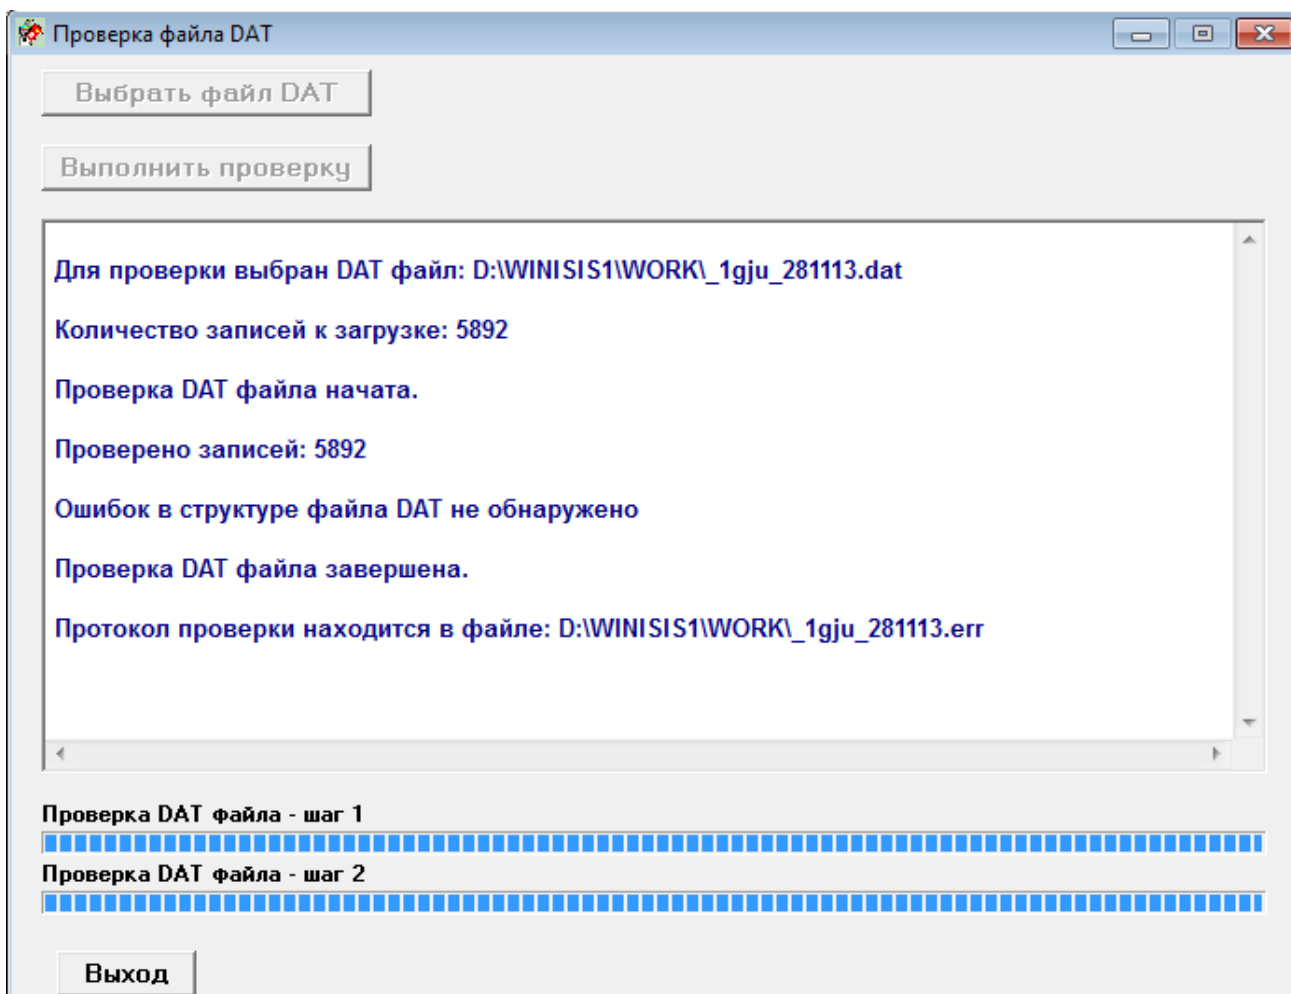 Проверка файла DAT
Выбрать файл DAT
Выполнить проверку
Для проверки выбран DAT файл: D:\WINISIS1\WORK\_1gju_281113.dat
Количество записей к загрузке: 5892
Проверка DAT файла начата.
Проверено записей: 5892
Ошибок в структуре файла DAT не обнаружено
Проверка DAT файла завершена.
Протокол проверки находится в файле: D:\WINISIS1\WORK\_1gju_281113.err
Проверка DAT файла - шаг 1
Проверка DAT файла - шаг 2
Выход